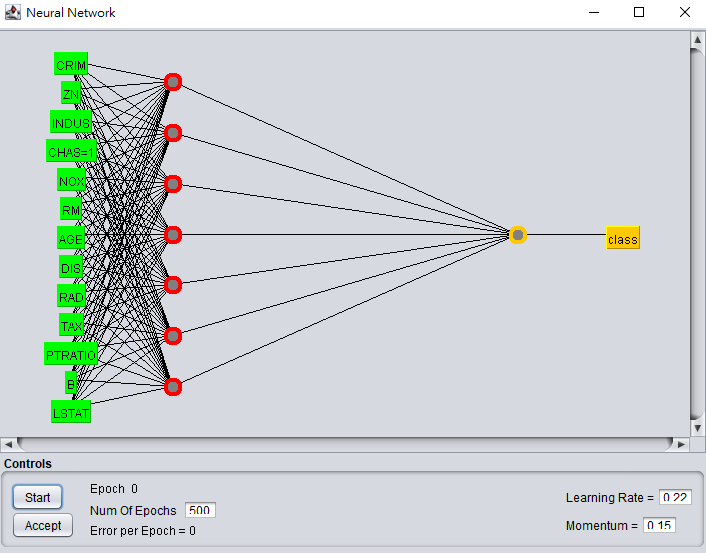 Neural Network
CRIM
ZN
INDUS
CHAS=1
NOX
RM
AGE
DIS
RAD
TAX
PTRATIO
B
LSTAT
class
Controls
Start
Accept
Epoch 0
Num Of Epochs 500
Error per Epoch = 0
Learning Rate = 0.22
Momentum = 0.15